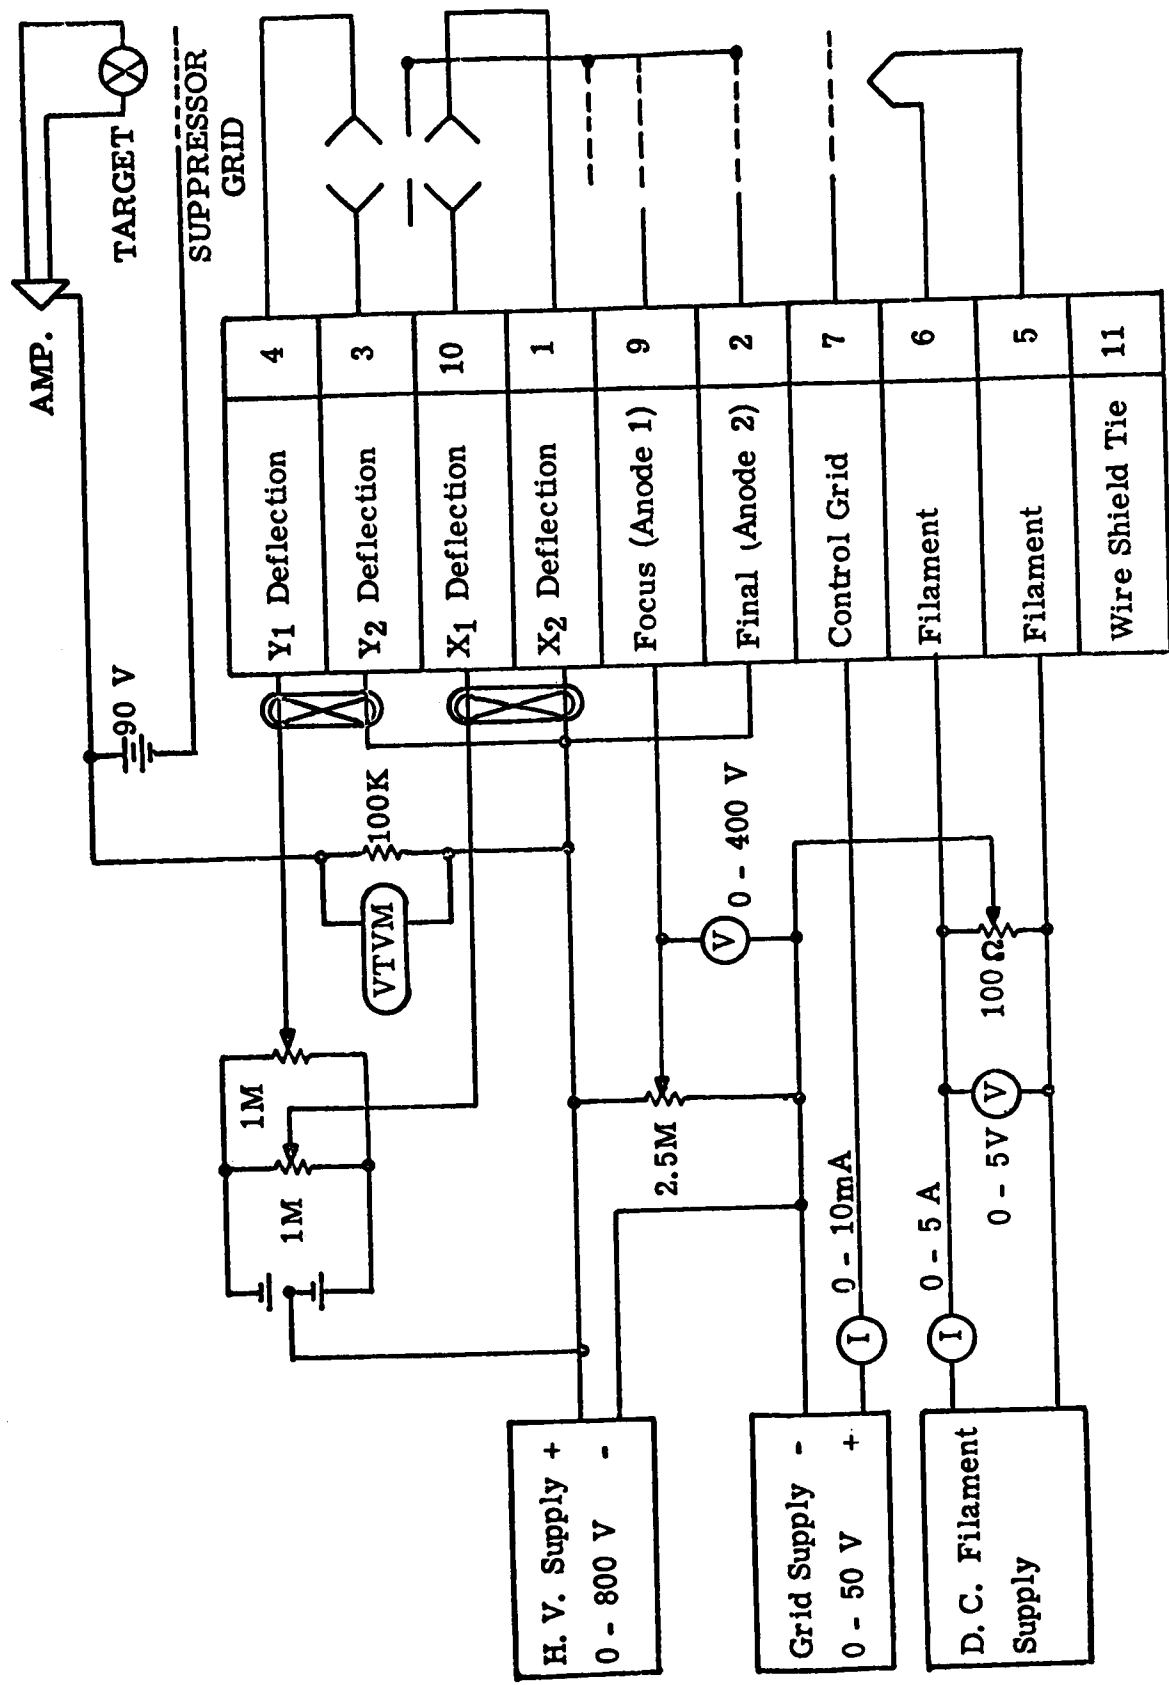 AMP.
TARGET
SUPPRESSOR
GRID
90 V
100K
VTVM
1M
1M
2.5M
0 - 400 V
100 Ω
V
V
0 - 5V
0 - 10mA
0 - 5 A
I
I
Y1 Deflection 4
Y2 Deflection 3
X1 Deflection 10
X2 Deflection 1
Focus (Anode 1) 9
Final (Anode 2) 2
Control Grid 7
Filament 6
Filament 5
Wire Shield Tie 11
H. V. Supply +
0 - 800 V -
Grid Supply -
0 - 50 V +
D. C. Filament
Supply